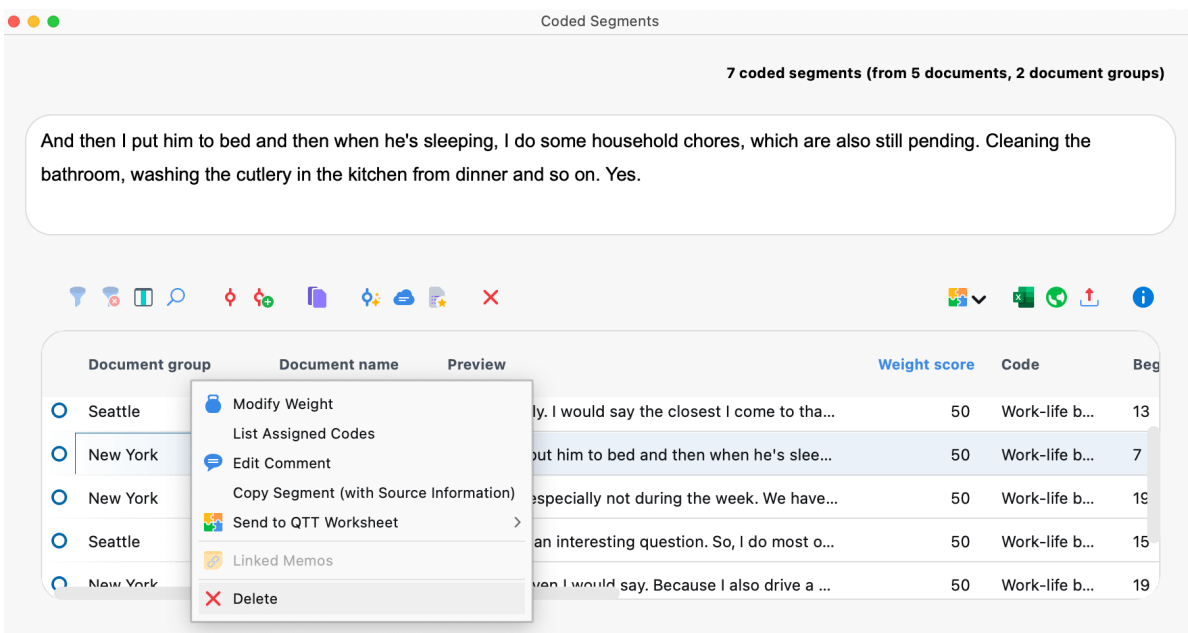 Coded Segments
7 coded segments (from 5 documents, 2 document groups)
And then I put him to bed and then when he's sleeping, I do some household chores, which are also still pending. Cleaning the
bathroom, washing the cutlery in the kitchen from dinner and so on. Yes.
Document group Document name Preview Weight score Code Beg
Seattle ly. I would say the closest I come to tha... 50 Work-life b... 13
New York put him to bed and then when he's slee... 50 Work-life b... 7
New York especially not during the week. We have... 50 Work-life b... 19
Seattle an interesting question. So, I do most o... 50 Work-life b... 15
New York ven I would say. Because I also drive a ... 50 Work-life b... 19
Modify Weight
List Assigned Codes
Edit Comment
Copy Segment (with Source Information)
Send to QTT Worksheet
Linked Memos
Delete